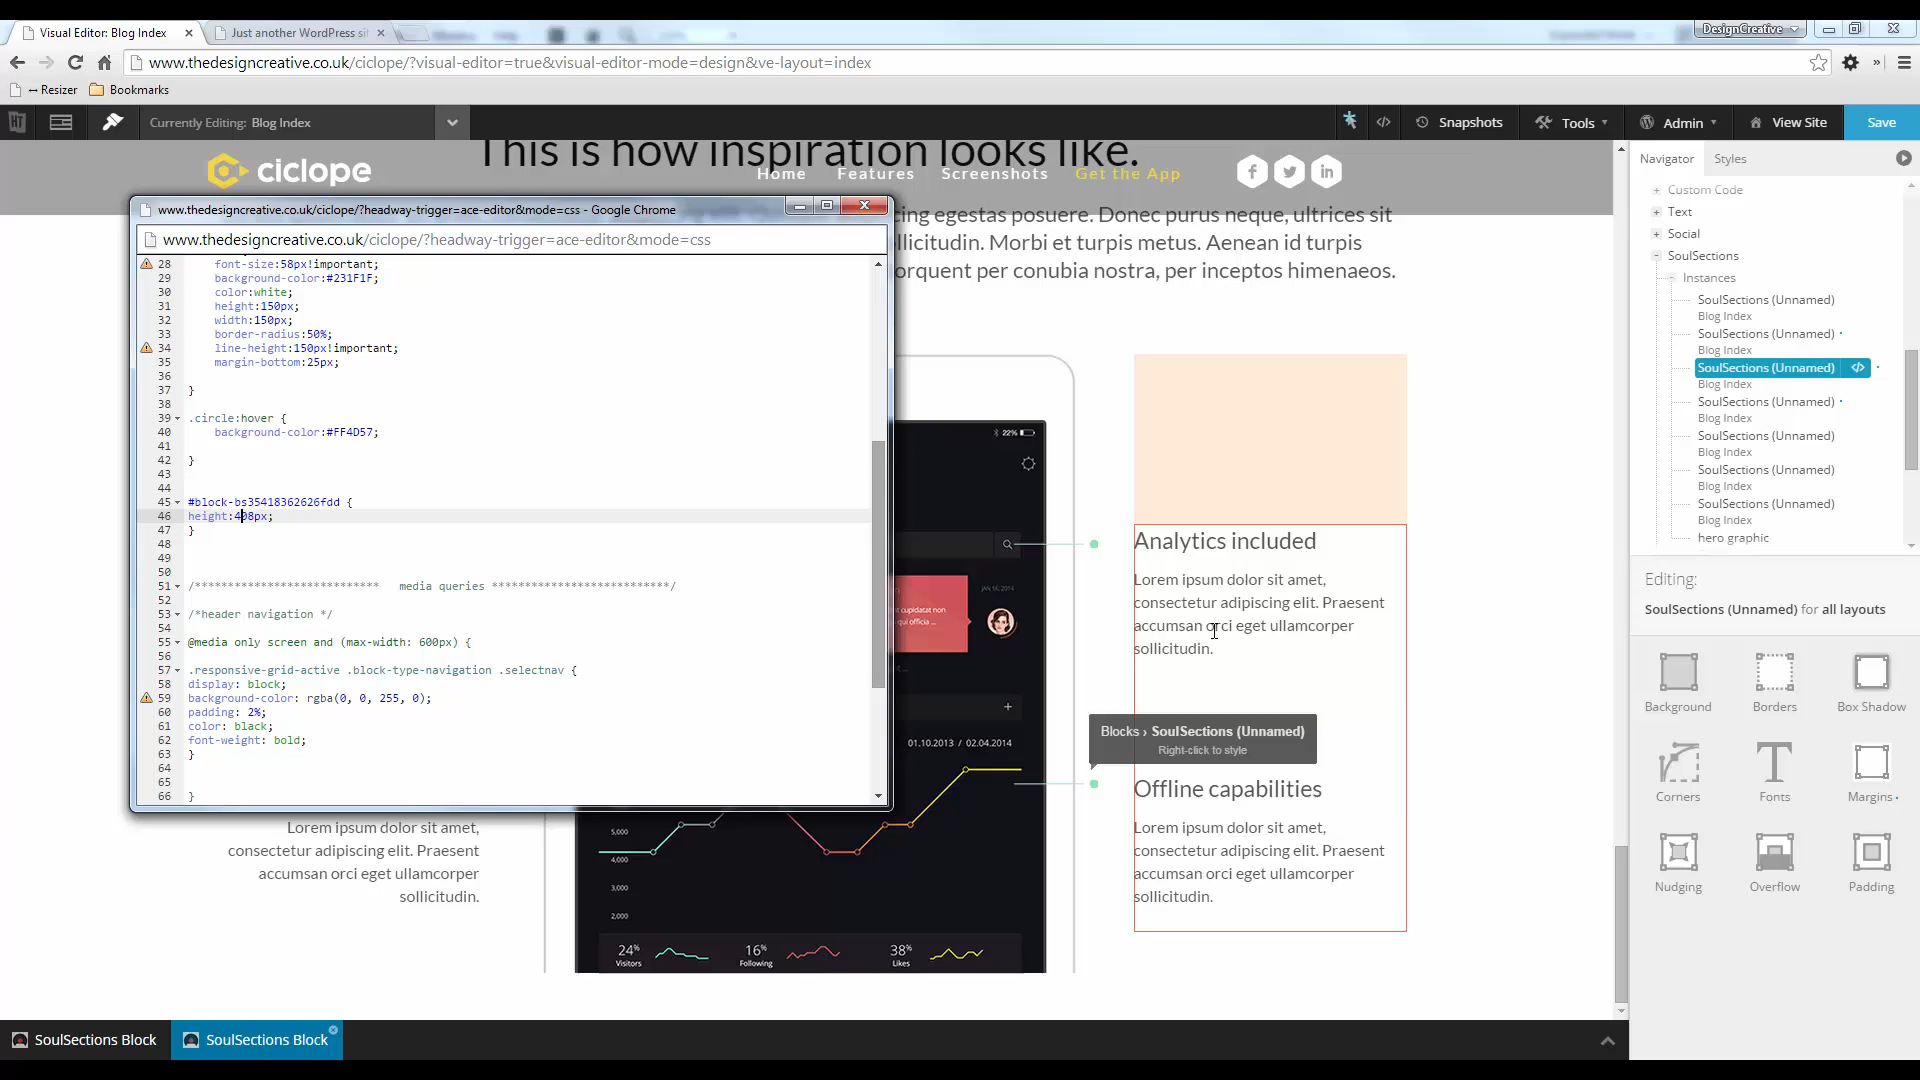 Visual Editor: Blog Index
Just another WordPress si
DesignCreative
www.thedesigncreative.co.uk/ciclope/?visual-editor=true&visual-editor-mode=design&ve-layout=index
Resizer
Bookmarks
Currently Editing: Blog Index
Snapshots
Tools
Admin
View Site
Save
This is how inspiration looks like.
ciclope
Home
Features
Screenshots
Get the App
cing egestas posuere. Donec purus neque, ultrices sit
llicitudin. Morbi et turpis metus. Aenean id turpis
orquent per conubia nostra, per inceptos himenaeos.
www.thedesigncreative.co.uk/ciclope/?headway-trigger=ace-editor&mode=css - Google Chrome
www.thedesigncreative.co.uk/ciclope/?headway-trigger=ace-editor&mode=css
28 font-size:58px!important;
29 background-color:#231F1F;
30 color:white;
31 height:150px;
32 width:150px;
33 border-radius:50%;
34 line-height:150px!important;
35 margin-bottom:25px;
36
37 }
38
39 .circle:hover {
40 background-color:#FF4D57;
41
42 }
43
44
45 #block-bs35418362626fdd {
46 height:408px;
47 }
48
49
50
51 /**************************** media queries ***************************/
52
53 /*header navigation */
54
55 @media only screen and (max-width: 600px) {
56
57 .responsive-grid-active .block-type-navigation .selectnav {
58 display: block;
59 background-color: rgba(0, 0, 255, 0);
60 padding: 2%;
61 color: black;
62 font-weight: bold;
63 }
64
65
66 }
22%
JAN 16, 2014
cupidatat non
qui officia ...
01.10.2013 / 02.04.2014
5,000
4,000
3,000
2,000
24%
Visitors
16%
Following
38%
Likes
Lorem ipsum dolor sit amet,
consectetur adipiscing elit. Praesent
accumsan orci eget ullamcorper
sollicitudin.
Analytics included
Lorem ipsum dolor sit amet,
consectetur adipiscing elit. Praesent
accumsan orci eget ullamcorper
sollicitudin.
Blocks › SoulSections (Unnamed)
Right-click to style
Offline capabilities
Lorem ipsum dolor sit amet,
consectetur adipiscing elit. Praesent
accumsan orci eget ullamcorper
sollicitudin.
Navigator
Styles
Custom Code
Text
Social
SoulSections
Instances
SoulSections (Unnamed)
Blog Index
SoulSections (Unnamed)
Blog Index
SoulSections (Unnamed)
Blog Index
SoulSections (Unnamed)
Blog Index
SoulSections (Unnamed)
Blog Index
SoulSections (Unnamed)
Blog Index
SoulSections (Unnamed)
Blog Index
hero graphic
Editing:
SoulSections (Unnamed) for all layouts
Background
Borders
Box Shadow
Corners
Fonts
Margins
Nudging
Overflow
Padding
SoulSections Block
SoulSections Block